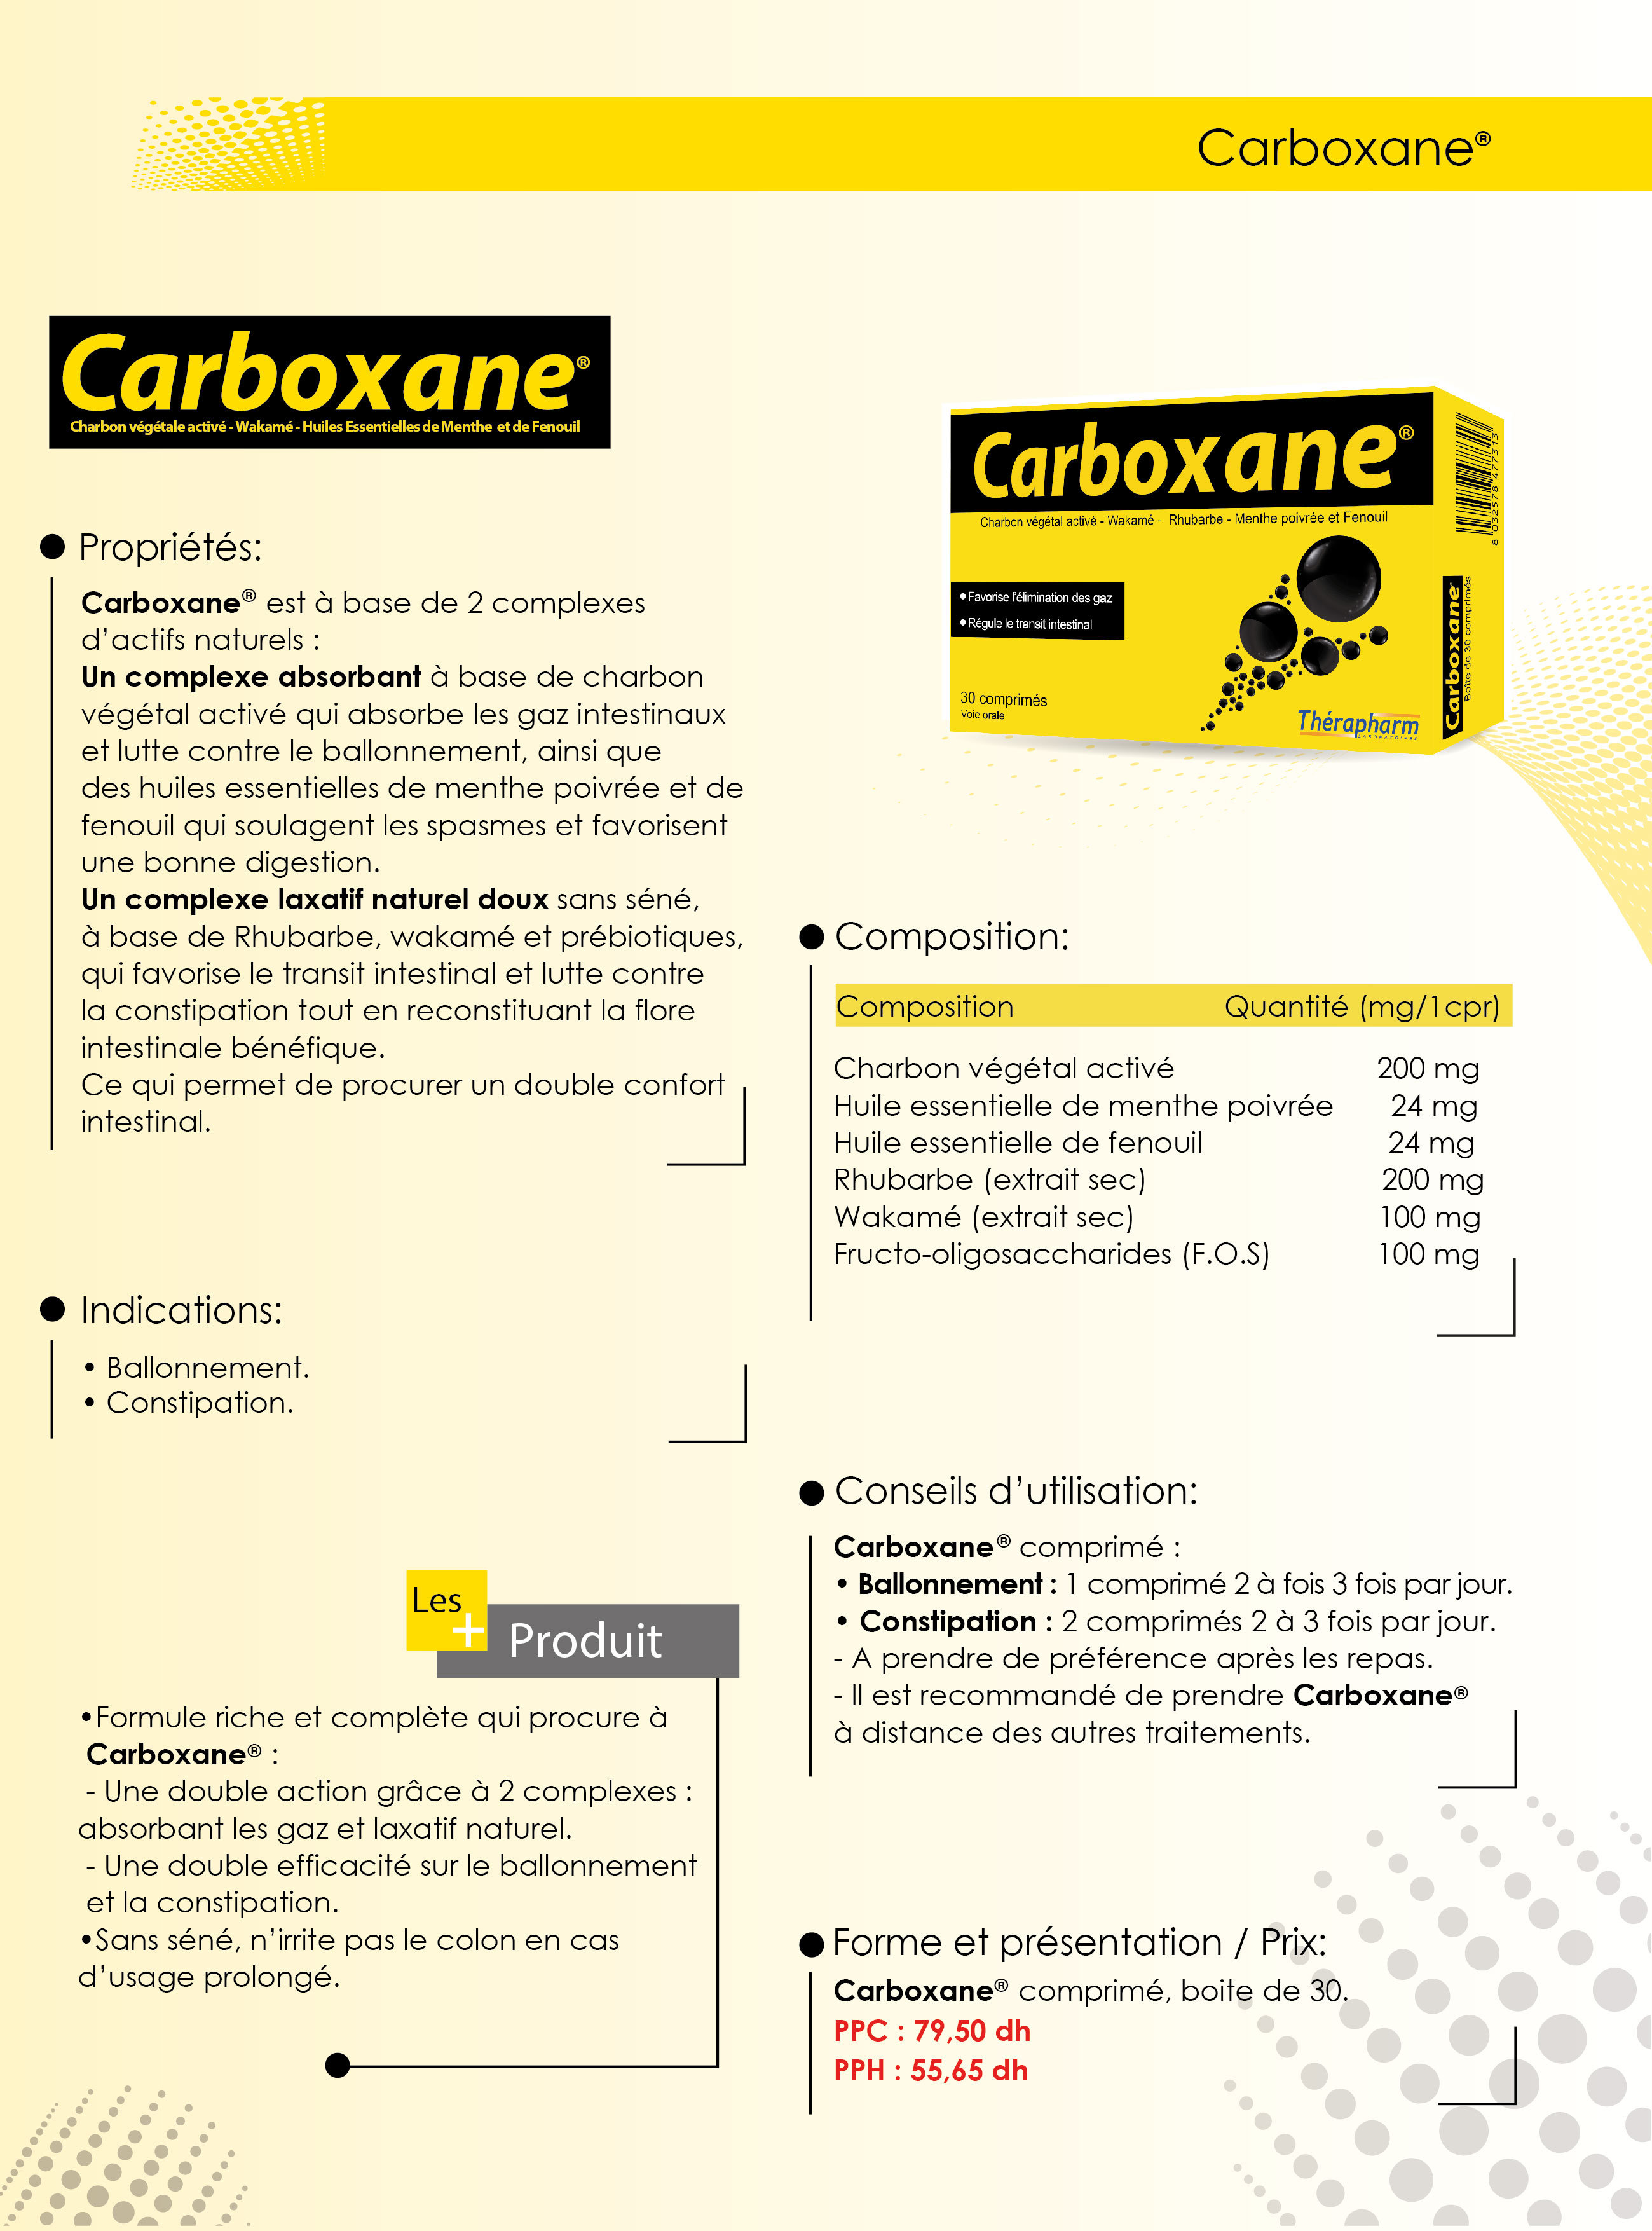 Carboxane®
Carboxane®
Charbon végétale activé - Wakamé - Huiles Essentielles de Menthe et de Fenouil
Propriétés:
Carboxane® est à base de 2 complexes
d'actifs naturels :
Un complexe absorbant à base de charbon
végétal activé qui absorbe les gaz intestinaux
et lutte contre le ballonnement, ainsi que
des huiles essentielles de menthe poivrée et de
fenouil qui soulagent les spasmes et favorisent
une bonne digestion.
Un complexe laxatif naturel doux sans séné,
à base de Rhubarbe, wakamé et prébiotiques,
qui favorise le transit intestinal et lutte contre
la constipation tout en reconstituant la flore
intestinale bénéfique.
Ce qui permet de procurer un double confort
intestinal.
Indications:
• Ballonnement.
• Constipation.
Les +
Produit
•Formule riche et complète qui procure à
Carboxane® :
- Une double action grâce à 2 complexes :
absorbant les gaz et laxatif naturel.
- Une double efficacité sur le ballonnement
et la constipation.
•Sans séné, n'irrite pas le colon en cas
d'usage prolongé.
Carboxane®
Charbon végétal activé - Wakamé - Rhubarbe - Menthe poivrée et Fenouil
• Favorise l'élimination des gaz
• Régule le transit intestinal
30 comprimés
Voie orale
Thérapharm
LABORATOIRES
8 032578 477313
Carboxane®
Boîte de 30 comprimés
Composition:
Composition Quantité (mg/1cpr)
Charbon végétal activé 200 mg
Huile essentielle de menthe poivrée 24 mg
Huile essentielle de fenouil 24 mg
Rhubarbe (extrait sec) 200 mg
Wakamé (extrait sec) 100 mg
Fructo-oligosaccharides (F.O.S) 100 mg
Conseils d'utilisation:
Carboxane® comprimé :
• Ballonnement : 1 comprimé 2 à fois 3 fois par jour.
• Constipation : 2 comprimés 2 à 3 fois par jour.
- A prendre de préférence après les repas.
- Il est recommandé de prendre Carboxane®
à distance des autres traitements.
Forme et présentation / Prix:
Carboxane® comprimé, boite de 30.
PPC : 79,50 dh
PPH : 55,65 dh